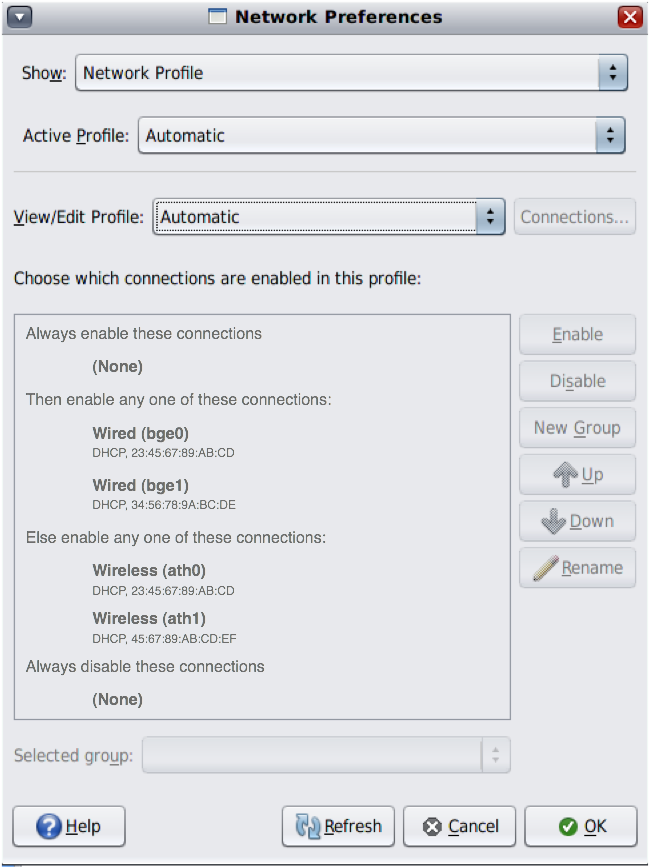 Network Preferences
Show: Network Profile
Active Profile: Automatic
View/Edit Profile: Automatic Connections...
Choose which connections are enabled in this profile:
Always enable these connections
(None)
Then enable any one of these connections:
Wired (bge0)
DHCP, 23:45:67:89:AB:CD
Wired (bge1)
DHCP, 34:56:78:9A:BC:DE
Else enable any one of these connections:
Wireless (ath0)
DHCP, 23:45:67:89:AB:CD
Wireless (ath1)
DHCP, 45:67:89:AB:CD:EF
Always disable these connections
(None)
Enable
Disable
New Group
Up
Down
Rename
Selected group:
Help Refresh Cancel OK